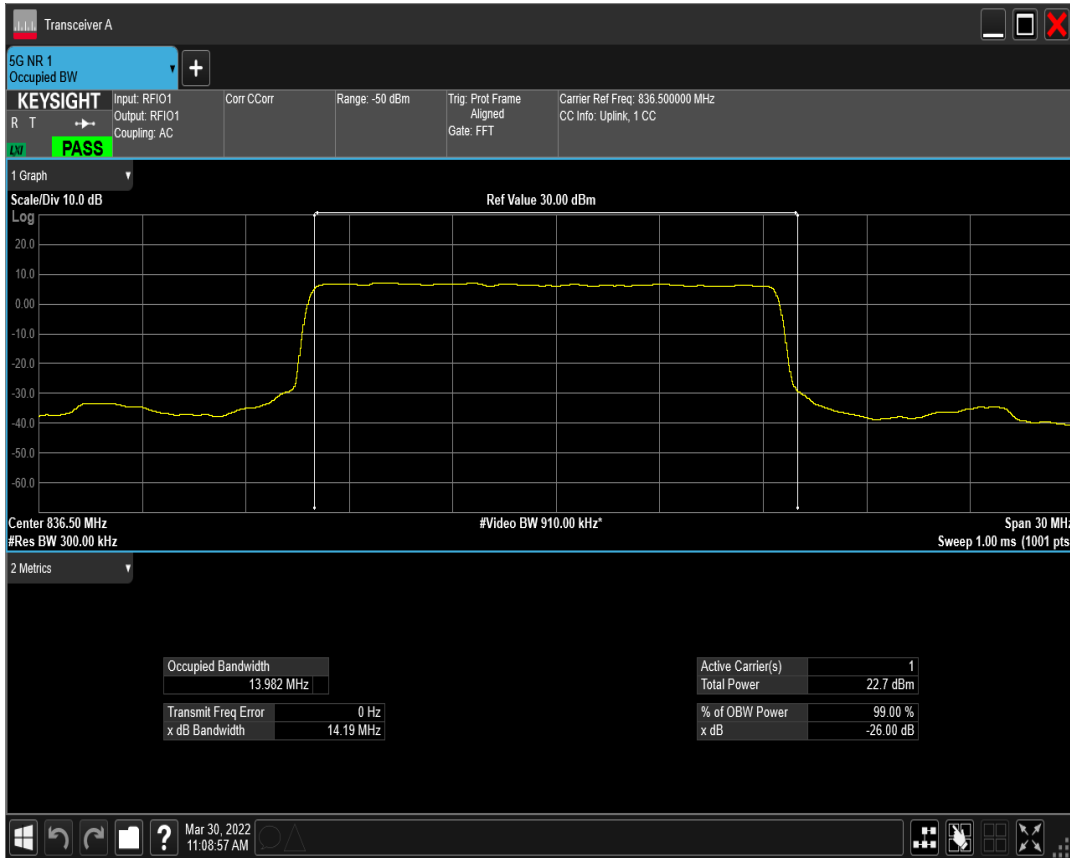 Transceiver A
5G NR 1
Occupied BW
KEYSIGHT
R T
LXI
PASS
Input: RFIO1
Output: RFIO1
Coupling: AC
Corr CCorr
Range: -50 dBm
Trig: Prot Frame
Aligned
Gate: FFT
Carrier Ref Freq: 836.500000 MHz
CC Info: Uplink, 1 CC
1 Graph
Scale/Div 10.0 dB
Ref Value 30.00 dBm
Log
20.0
10.0
0.00
-10.0
-20.0
-30.0
-40.0
-50.0
-60.0
Center 836.50 MHz
#Video BW 910.00 kHz*
Span 30 MHz
#Res BW 300.00 kHz
Sweep 1.00 ms (1001 pts
2 Metrics
Occupied Bandwidth
13.982 MHz
Transmit Freq Error 0 Hz
x dB Bandwidth 14.19 MHz
Active Carrier(s) 1
Total Power 22.7 dBm
% of OBW Power 99.00 %
x dB -26.00 dB
?
Mar 30, 2022
11:08:57 AM